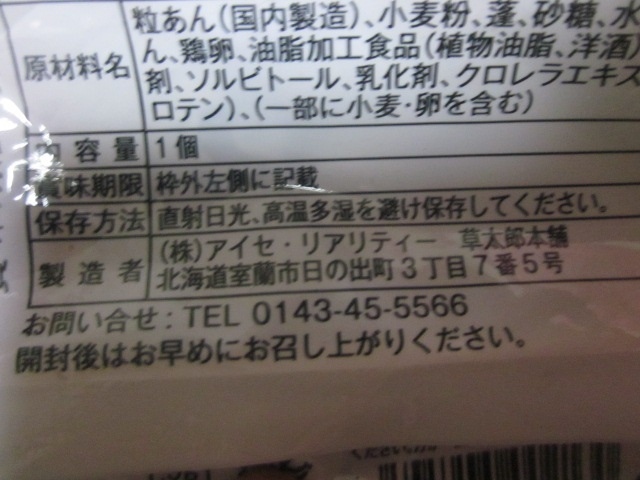 原材料名
粒あん(国内製造)、小麦粉、蓬、砂糖、水
ん、鶏卵、油脂加工食品(植物油脂、洋酒)
剤、ソルビトール、乳化剤、クロレラエキス
ロテン)、(一部に小麦・卵を含む)
内容量 1個
賞味期限 枠外左側に記載
保存方法 直射日光、高温多湿を避け保存してください。
製造者 (株)アイセ・リアリティー 草太郎本舗
北海道室蘭市日の出町3丁目7番5号
お問い合せ:TEL 0143-45-5566
開封後はお早めにお召し上がりください。